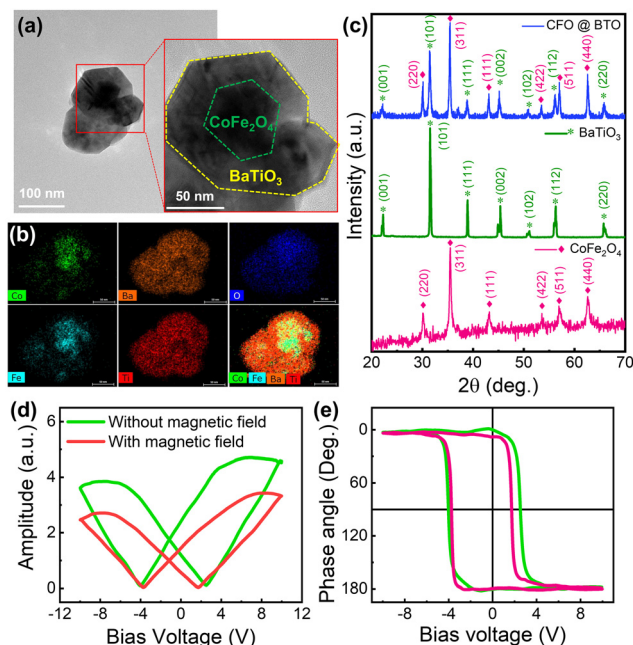 (a)
CoFe₂O₄
BaTiO₃
100 nm
50 nm
(b)
Co
Ba
O
Fe
Ti
Co Fe Ba Ti
(c)
CFO @ BTO
* (001)
(220)
* (101)
(311)
* (111)
(111)
* (002)
* (102)
(422)
(112)
(511)
(440)
* (220)
* BaTiO₃
* (001)
* (101)
* (111)
* (002)
* (102)
* (112)
* (220)
CoFe₂O₄
(220)
(311)
(111)
(422)
(511)
(440)
Intensity (a.u.)
20 30 40 50 60 70
2θ (deg.)
(d)
Without magnetic field
With magnetic field
Amplitude (a.u.)
6
4
2
0
-12 -8 -4 0 4 8 12
Bias Voltage (V)
(e)
Phase angle (Deg.)
0
60
120
180
-8 -4 0 4 8
Bias voltage (V)